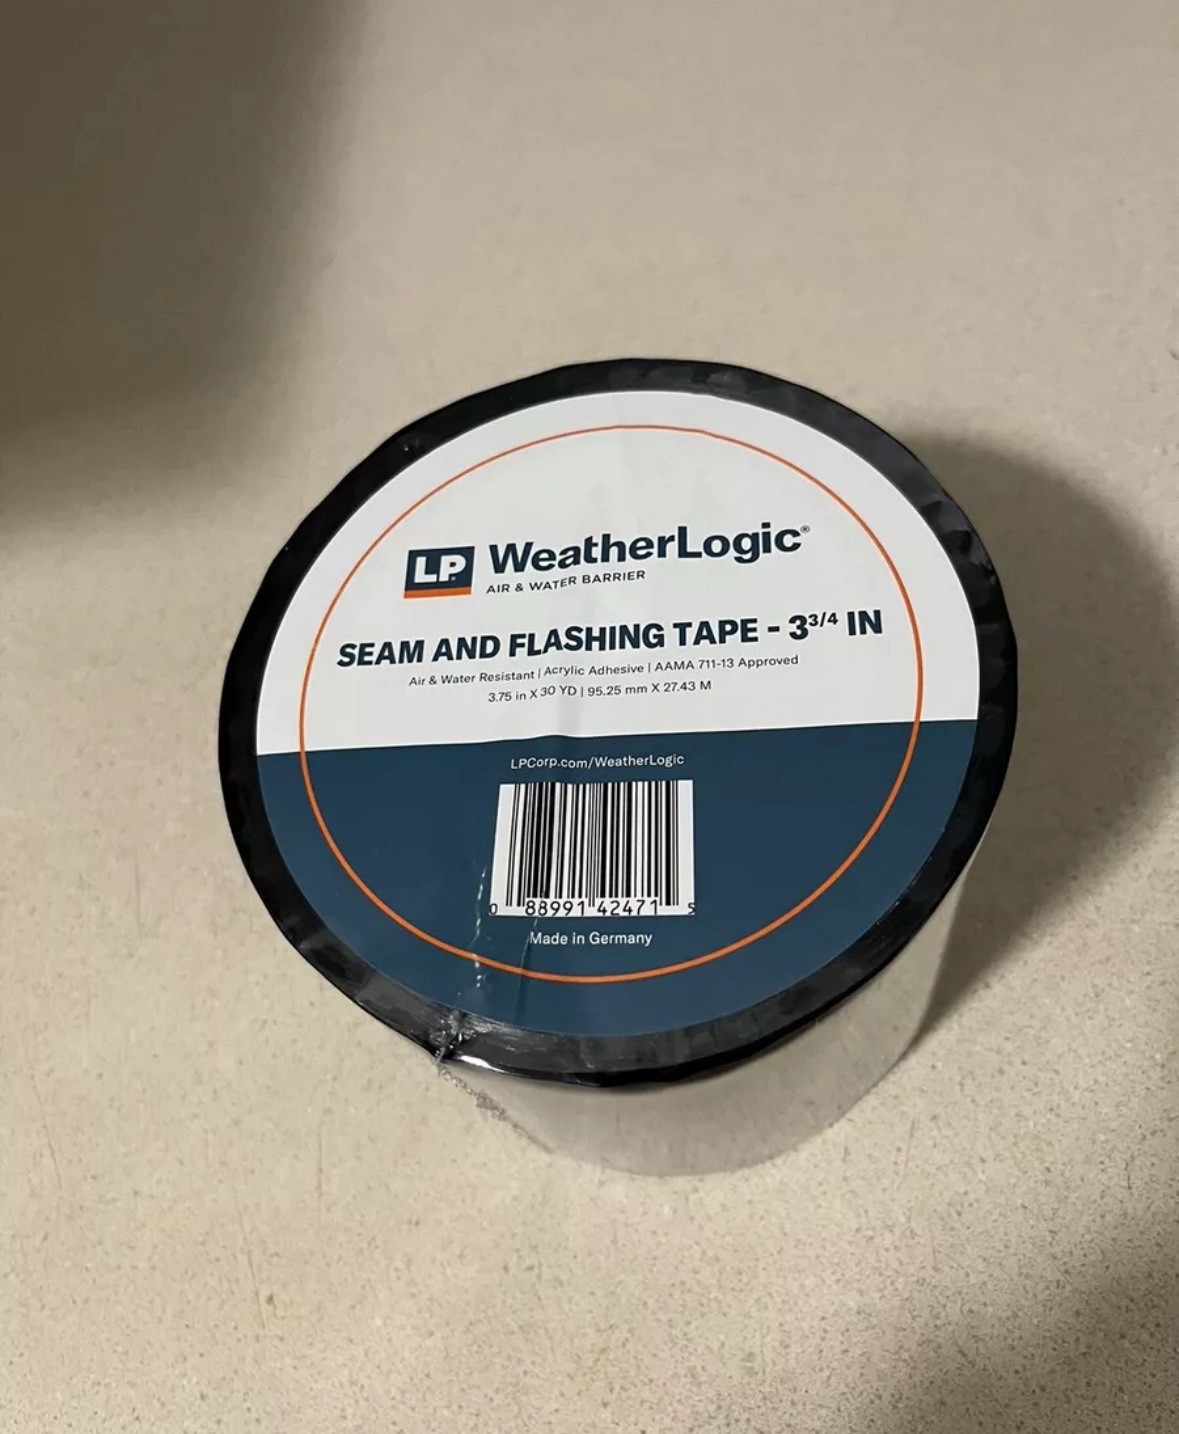 LP WeatherLogic®
AIR & WATER BARRIER
SEAM AND FLASHING TAPE - 3³/⁴ IN
Air & Water Resistant | Acrylic Adhesive | AAMA 711-13 Approved
3.75 in X 30 YD | 95.25 mm X 27.43 M
LPCorp.com/WeatherLogic
0 88991 42471 5
Made in Germany